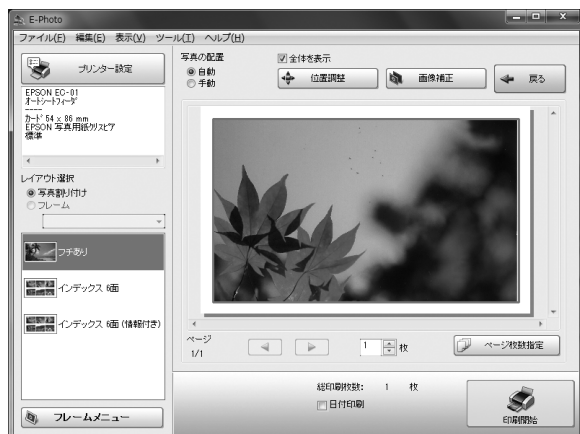 E-Photo
ファイル(F) 編集(E) 表示(V) ツール(T) ヘルプ(H)
プリンター設定
EPSON EC-01
オートシートフィーダ
----
カード 54 x 86 mm
EPSON 写真用紙クリスピア
標準
レイアウト選択
写真割り付け
フレーム
フチあり
インデックス 6面
インデックス 6面 (情報付き)
フレームメニュー
写真の配置
自動
手動
全体を表示
位置調整
画像補正
戻る
ページ
1/1
1 枚
ページ枚数指定
総印刷枚数: 1 枚
日付印刷
印刷開始